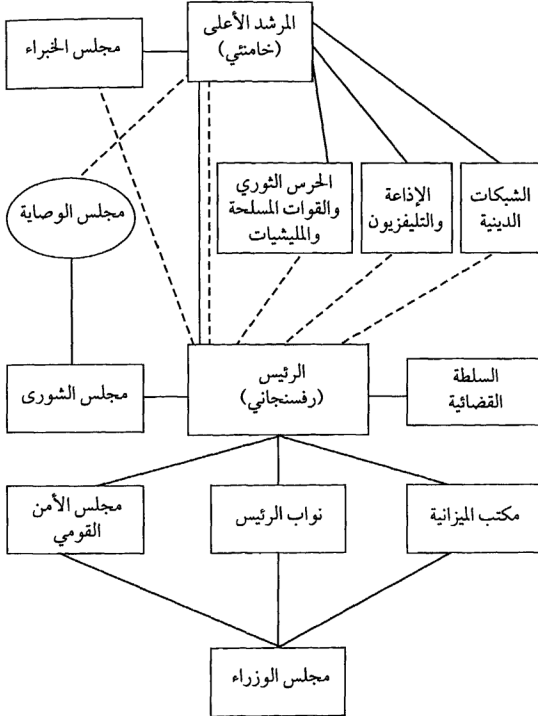 المرشد الأعلى
(خامنئي)
مجلس الخبراء
الشبكات
الدينية
الإذاعة
والتليفزيون
الحرس الثوري
والقوات المسلحة
والمليشيات
مجلس الوصاية
الرئيس
(رفسنجاني)
السلطة
القضائية
مجلس الشورى
مكتب الميزانية
نواب الرئيس
مجلس الأمن
القومي
مجلس الوزراء